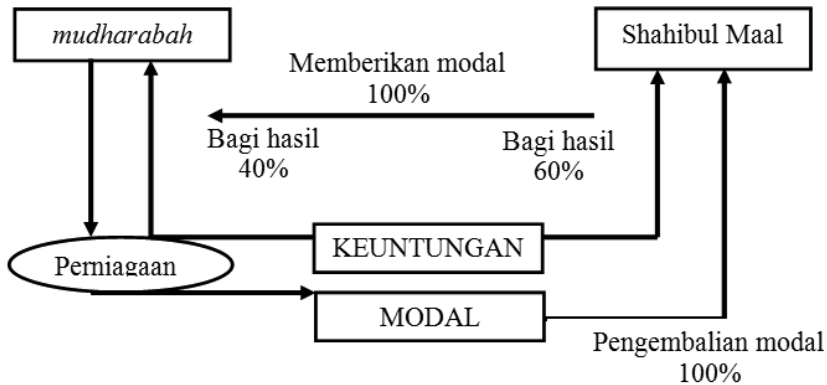 mudharabah
Shahibul Maal
Memberikan modal
100%
Bagi hasil
40%
Bagi hasil
60%
KEUNTUNGAN
Perniagaan
MODAL
Pengembalian modal
100%